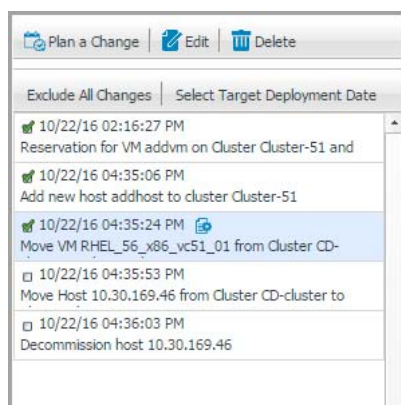 Plan a Change Edit Delete
Exclude All Changes Select Target Deployment Date
10/22/16 02:16:27 PM
Reservation for VM addvm on Cluster Cluster-51 and
10/22/16 04:35:06 PM
Add new host addhost to cluster Cluster-51
10/22/16 04:35:24 PM
Move VM RHEL_56_x86_vc51_01 from Cluster CD-
10/22/16 04:35:53 PM
Move Host 10.30.169.46 from Cluster CD-cluster to
10/22/16 04:36:03 PM
Decommission host 10.30.169.46